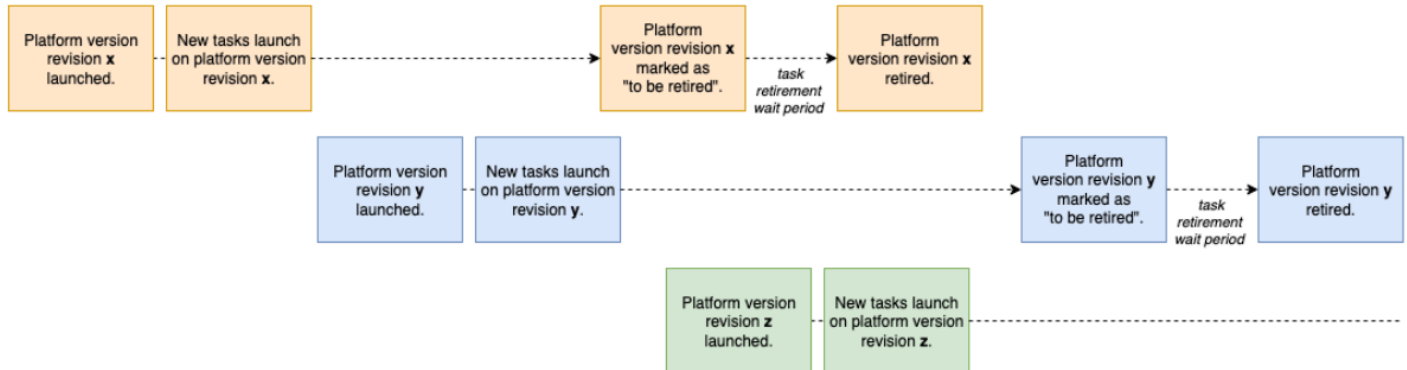 Platform version
revision x
launched.
New tasks launch
on platform version
revision x.
Platform
version revision x
marked as
"to be retired".
task
retirement
wait period
Platform
version revision x
retired.
Platform version
revision y
launched.
New tasks launch
on platform version
revision y.
Platform
version revision y
marked as
"to be retired".
task
retirement
wait period
Platform
version revision y
retired.
Platform version
revision z
launched.
New tasks launch
on platform version
revision z.